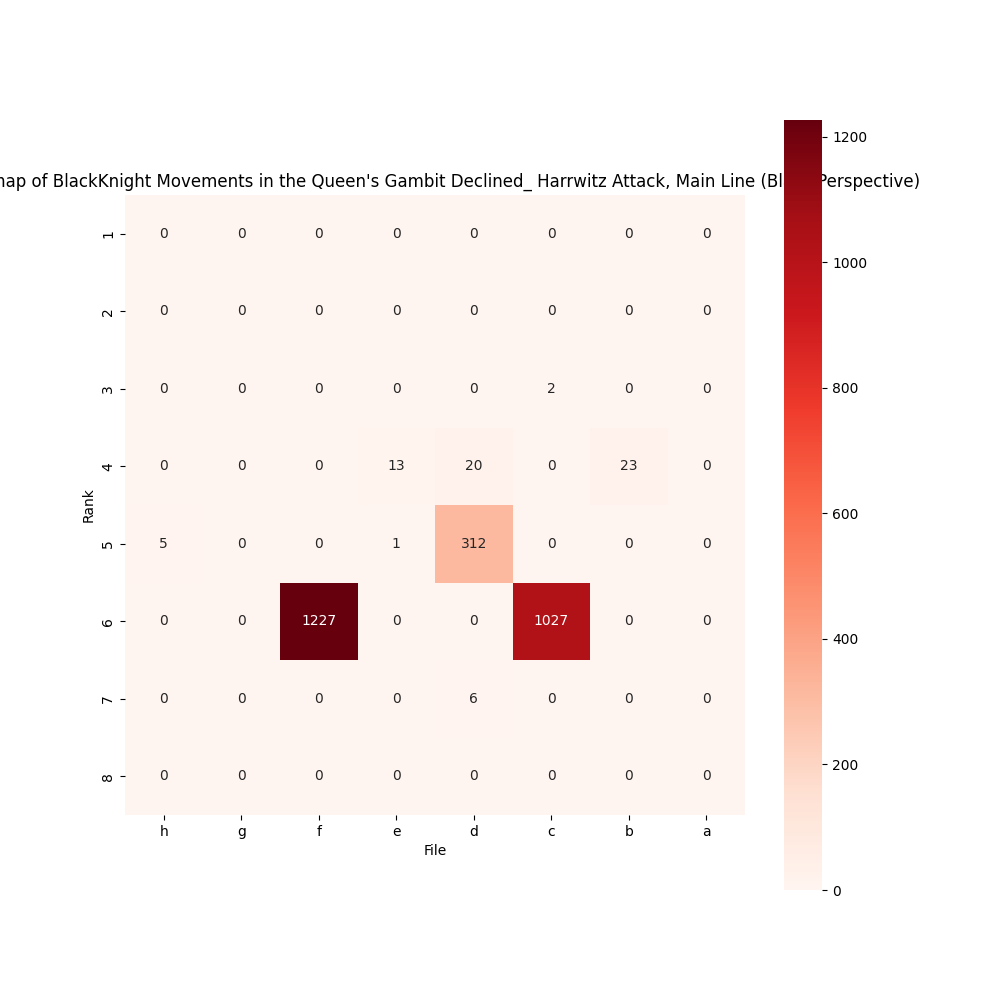 of BlackKnight Movements in the Queen's Gambit Declined_ Harrwitz Attack, Main Line (Bl Perspective)
1 0 0 0 0 0 0 0 0
2 0 0 0 0 0 0 0 0
3 0 0 0 0 0 2 0 0
4 0 0 0 13 20 0 23 0
Rank
5 5 0 0 1 312 0 0 0
6 0 0 1227 0 0 1027 0 0
7 0 0 0 0 6 0 0 0
8 0 0 0 0 0 0 0 0
h g f e d c b a
File
1200
1000
800
600
400
200
0